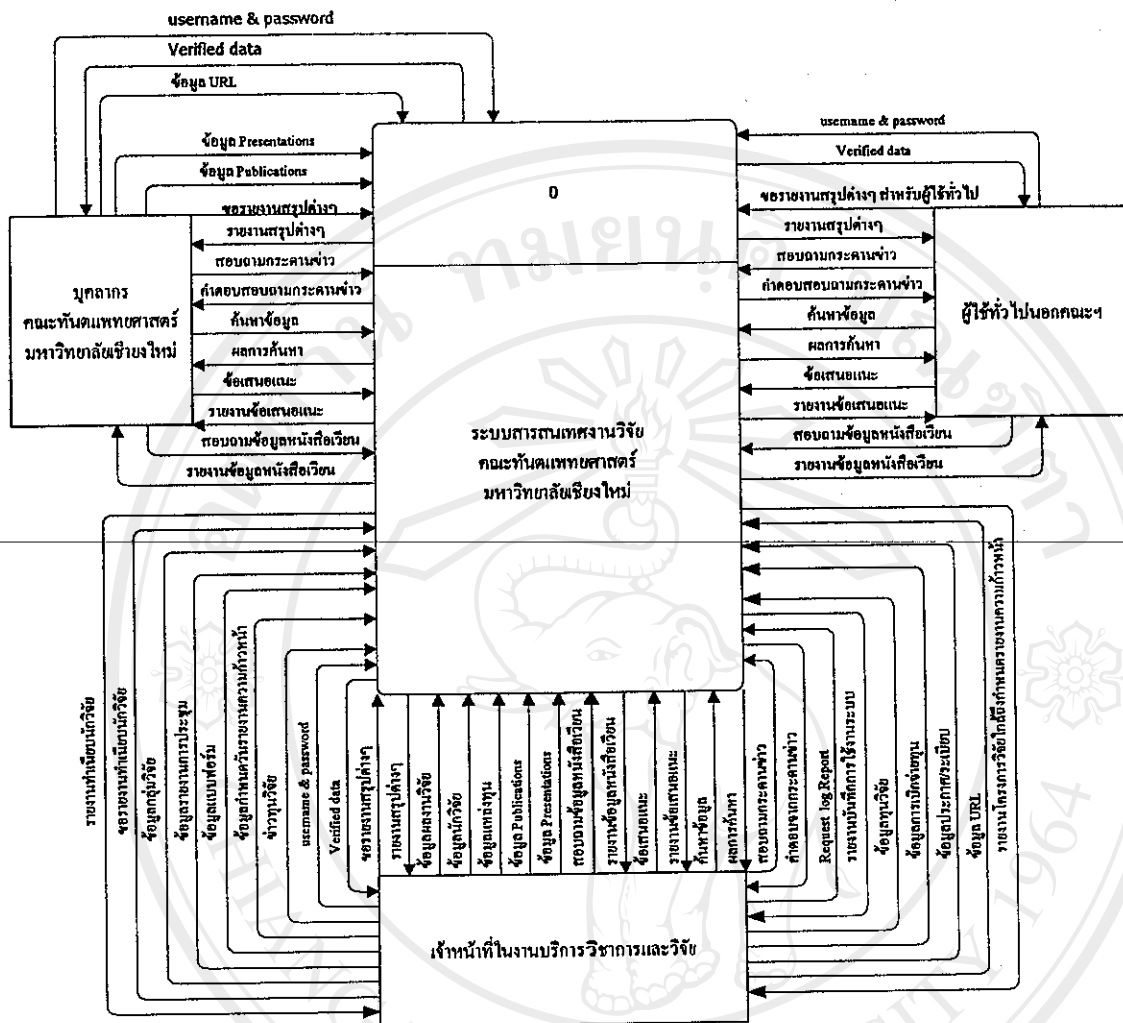 username & password
Verified data
ข้อมูล URL
ข้อมูล Presentations
ข้อมูล Publications
ขอรายงานสรุปต่างๆ
รายงานสรุปต่างๆ
สอบถามกระดานข่าว
คำตอบสอบถามกระดานข่าว
ค้นหาข้อมูล
ผลการค้นหา
ข้อเสนอแนะ
รายงานข้อเสนอแนะ
สอบถามข้อมูลหนังสือเวียน
รายงานข้อมูลหนังสือเวียน
บุคลากร
คณะทันตแพทยศาสตร์
มหาวิทยาลัยเชียงใหม่
0
ระบบสารสนเทศงานวิจัย
คณะทันตแพทยศาสตร์
มหาวิทยาลัยเชียงใหม่
username & password
Verified data
ขอรายงานสรุปต่างๆ สำหรับผู้ใช้ทั่วไป
รายงานสรุปต่างๆ
สอบถามกระดานข่าว
คำตอบสอบถามกระดานข่าว
ค้นหาข้อมูล
ผลการค้นหา
ข้อเสนอแนะ
รายงานข้อเสนอแนะ
สอบถามข้อมูลหนังสือเวียน
รายงานข้อมูลหนังสือเวียน
ผู้ใช้ทั่วไปนอกคณะฯ
รายงานทำเนียบนักวิจัย
ขอรายงานทำเนียบนักวิจัย
ข้อมูลกลุ่มวิจัย
ข้อมูลรายงานการประชุม
ข้อมูลแบบฟอร์ม
ข้อมูลกำหนดวันรายงานความก้าวหน้า
ข่าวทุนวิจัย
username & password
Verified data
ขอรายงานสรุปต่างๆ
รายงานสรุปต่างๆ
ข้อมูลผลงานวิจัย
ข้อมูลนักวิจัย
ข้อมูลแหล่งทุน
ข้อมูล Publications
ข้อมูล Presentations
สอบถามข้อมูลหนังสือเวียน
รายงานข้อมูลหนังสือเวียน
ข้อเสนอแนะ
รายงานข้อเสนอแนะ
ค้นหาข้อมูล
ผลการค้นหา
สอบถามกระดานข่าว
คำตอบจากกระดานข่าว
Request log Report
รายงานบันทึกการใช้งานระบบ
ข้อมูลทุนวิจัย
ข้อมูลการเบิกจ่ายทุน
ข้อมูลประกาศ/ระเบียบ
ข้อมูล URL
รายงานโครงการวิจัยใกล้ถึงกำหนดรายงานความก้าวหน้า
เจ้าหน้าที่ในงานบริการวิชาการและวิจัย